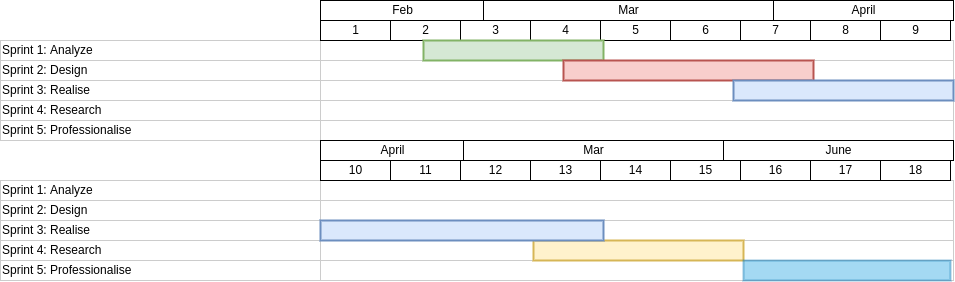 Feb Mar April
1 2 3 4 5 6 7 8 9
Sprint 1: Analyze
Sprint 2: Design
Sprint 3: Realise
Sprint 4: Research
Sprint 5: Professionalise
April Mar June
10 11 12 13 14 15 16 17 18
Sprint 1: Analyze
Sprint 2: Design
Sprint 3: Realise
Sprint 4: Research
Sprint 5: Professionalise